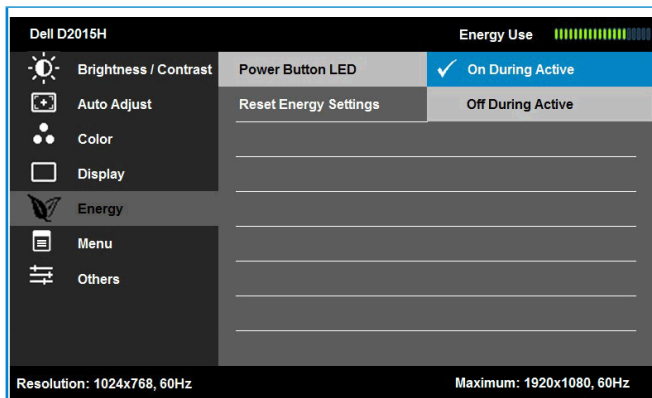 Dell D2015H Energy Use
Brightness / Contrast Power Button LED On During Active
Auto Adjust Reset Energy Settings Off During Active
Color
Display
Energy
Menu
Others
Resolution: 1024x768, 60Hz Maximum: 1920x1080, 60Hz